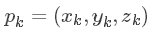 p_k = (x_k, y_k, z_k)